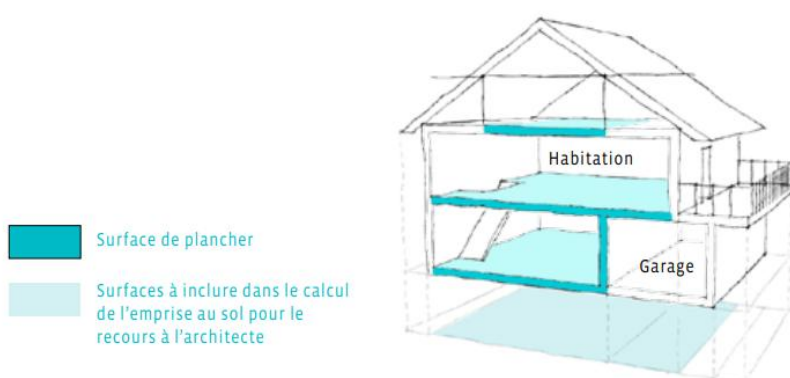 Habitation
Surface de plancher
Garage
Surfaces à inclure dans le calcul
de l'emprise au sol pour le
recours à l'architecte